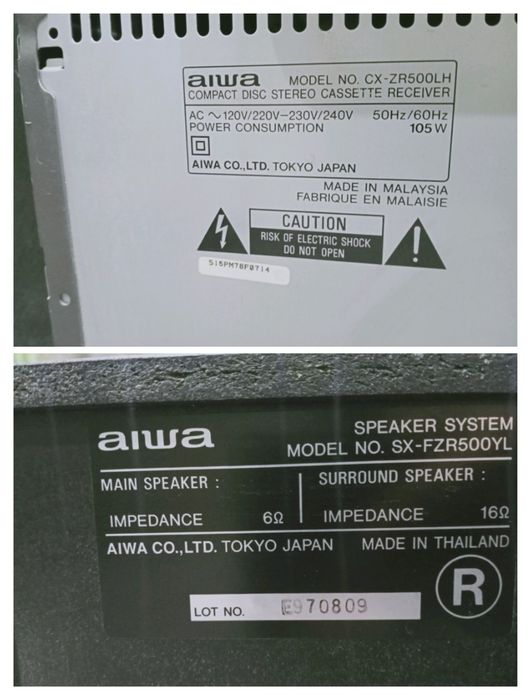 aiwa MODEL NO. CX-ZR500LH
COMPACT DISC STEREO CASSETTE RECEIVER
AC ~ 120V/220V–230V/240V 50Hz/60Hz
POWER CONSUMPTION 105 W
AIWA CO.,LTD. TOKYO JAPAN
MADE IN MALAYSIA
FABRIQUE EN MALAISIE
CAUTION
RISK OF ELECTRIC SHOCK
DO NOT OPEN
S15PM78F0714
aiwa SPEAKER SYSTEM
MODEL NO. SX-FZR500YL
MAIN SPEAKER : SURROUND SPEAKER :
IMPEDANCE 6Ω IMPEDANCE 16Ω
AIWA CO.,LTD. TOKYO JAPAN MADE IN THAILAND
R
LOT NO. E970809